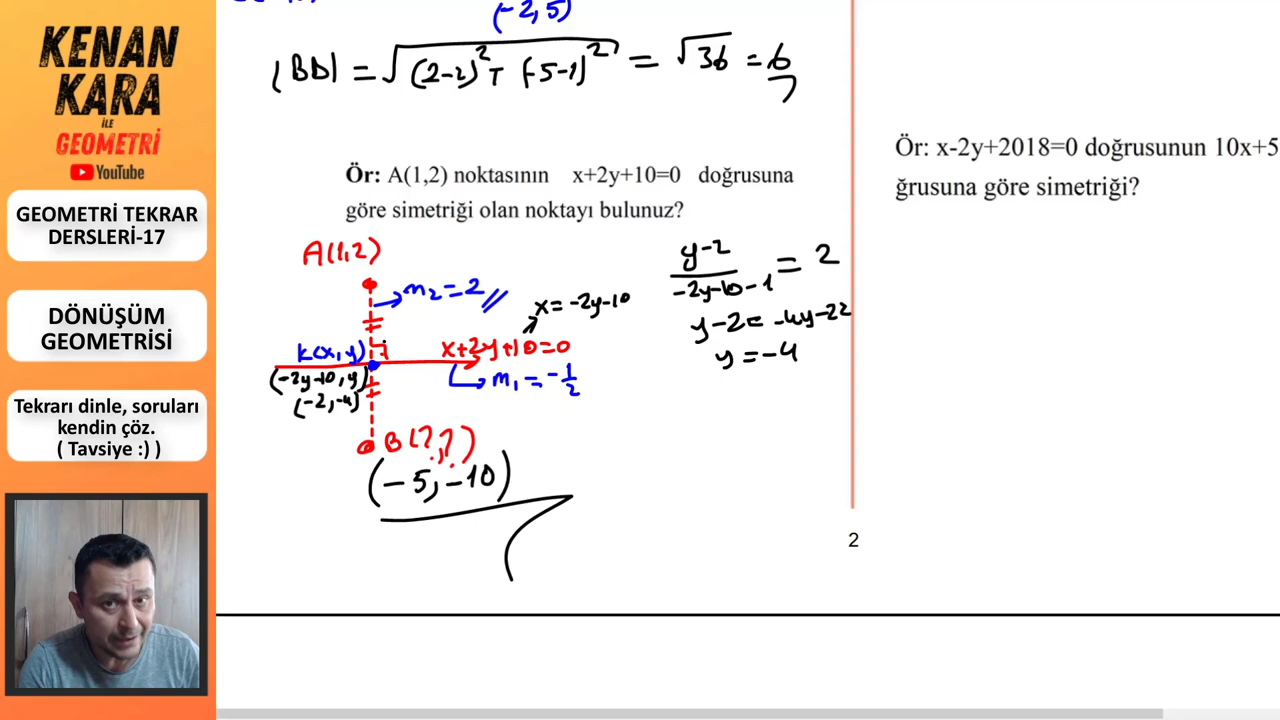 KENAN
KARA
İLE
GEOMETRİ
YouTube
GEOMETRİ TEKRAR
DERSLERİ-17
DÖNÜŞÜM
GEOMETRİSİ
Tekrarı dinle, soruları
kendin çöz.
( Tavsiye :) )
(-2,5)
|BD| = √(2-2)²+(-5-1)² = √36 = 6
Ör: A(1,2) noktasının x+2y+10=0 doğrusuna
göre simetriği olan noktayı bulunuz?
A(1,2)
m₂=2
x=-2y-10
K(x,y)
x+2y+10=0
(-2y-10,y)
m₁=-1/2
(-2,-4)
B(?,?)
(-5,-10)
y-2/-2y-10-1 = 2
y-2=-4y-22
y=-4
2
Ör: x-2y+2018=0 doğrusunun 10x+5
ğrusuna göre simetriği?